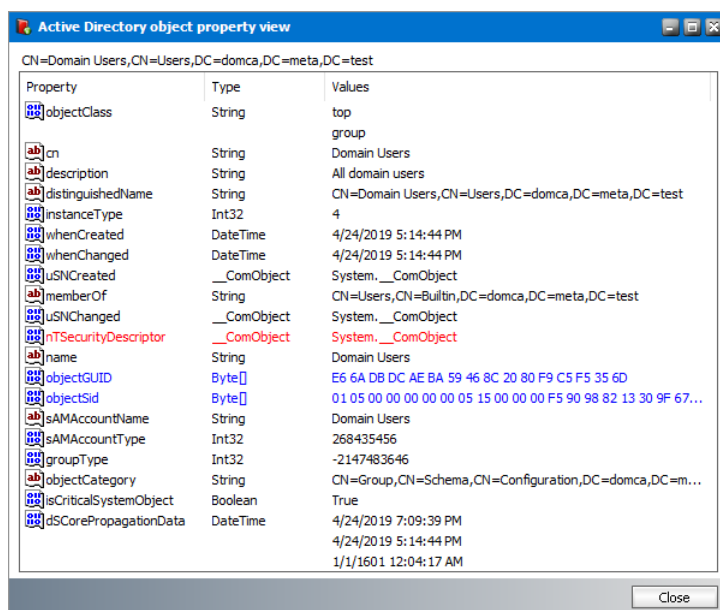 Active Directory object property view
CN=Domain Users,CN=Users,DC=domca,DC=meta,DC=test
Property Type Values
objectClass String top
group
cn String Domain Users
description String All domain users
distinguishedName String CN=Domain Users,CN=Users,DC=domca,DC=meta,DC=test
instanceType Int32 4
whenCreated DateTime 4/24/2019 5:14:44 PM
whenChanged DateTime 4/24/2019 5:14:44 PM
uSNCreated __ComObject System.__ComObject
memberOf String CN=Users,CN=Builtin,DC=domca,DC=meta,DC=test
uSNChanged __ComObject System.__ComObject
nTSecurityDescriptor __ComObject System.__ComObject
name String Domain Users
objectGUID Byte[] E6 6A DB DC AE BA 59 46 8C 20 80 F9 C5 F5 35 6D
objectSid Byte[] 01 05 00 00 00 00 00 05 15 00 00 00 F5 90 98 82 13 30 9F 67...
sAMAccountName String Domain Users
sAMAccountType Int32 268435456
groupType Int32 -2147483646
objectCategory String CN=Group,CN=Schema,CN=Configuration,DC=domca,DC=m...
isCriticalSystemObject Boolean True
dSCorePropagationData DateTime 4/24/2019 7:09:39 PM
4/24/2019 5:14:44 PM
1/1/1601 12:04:17 AM
Close